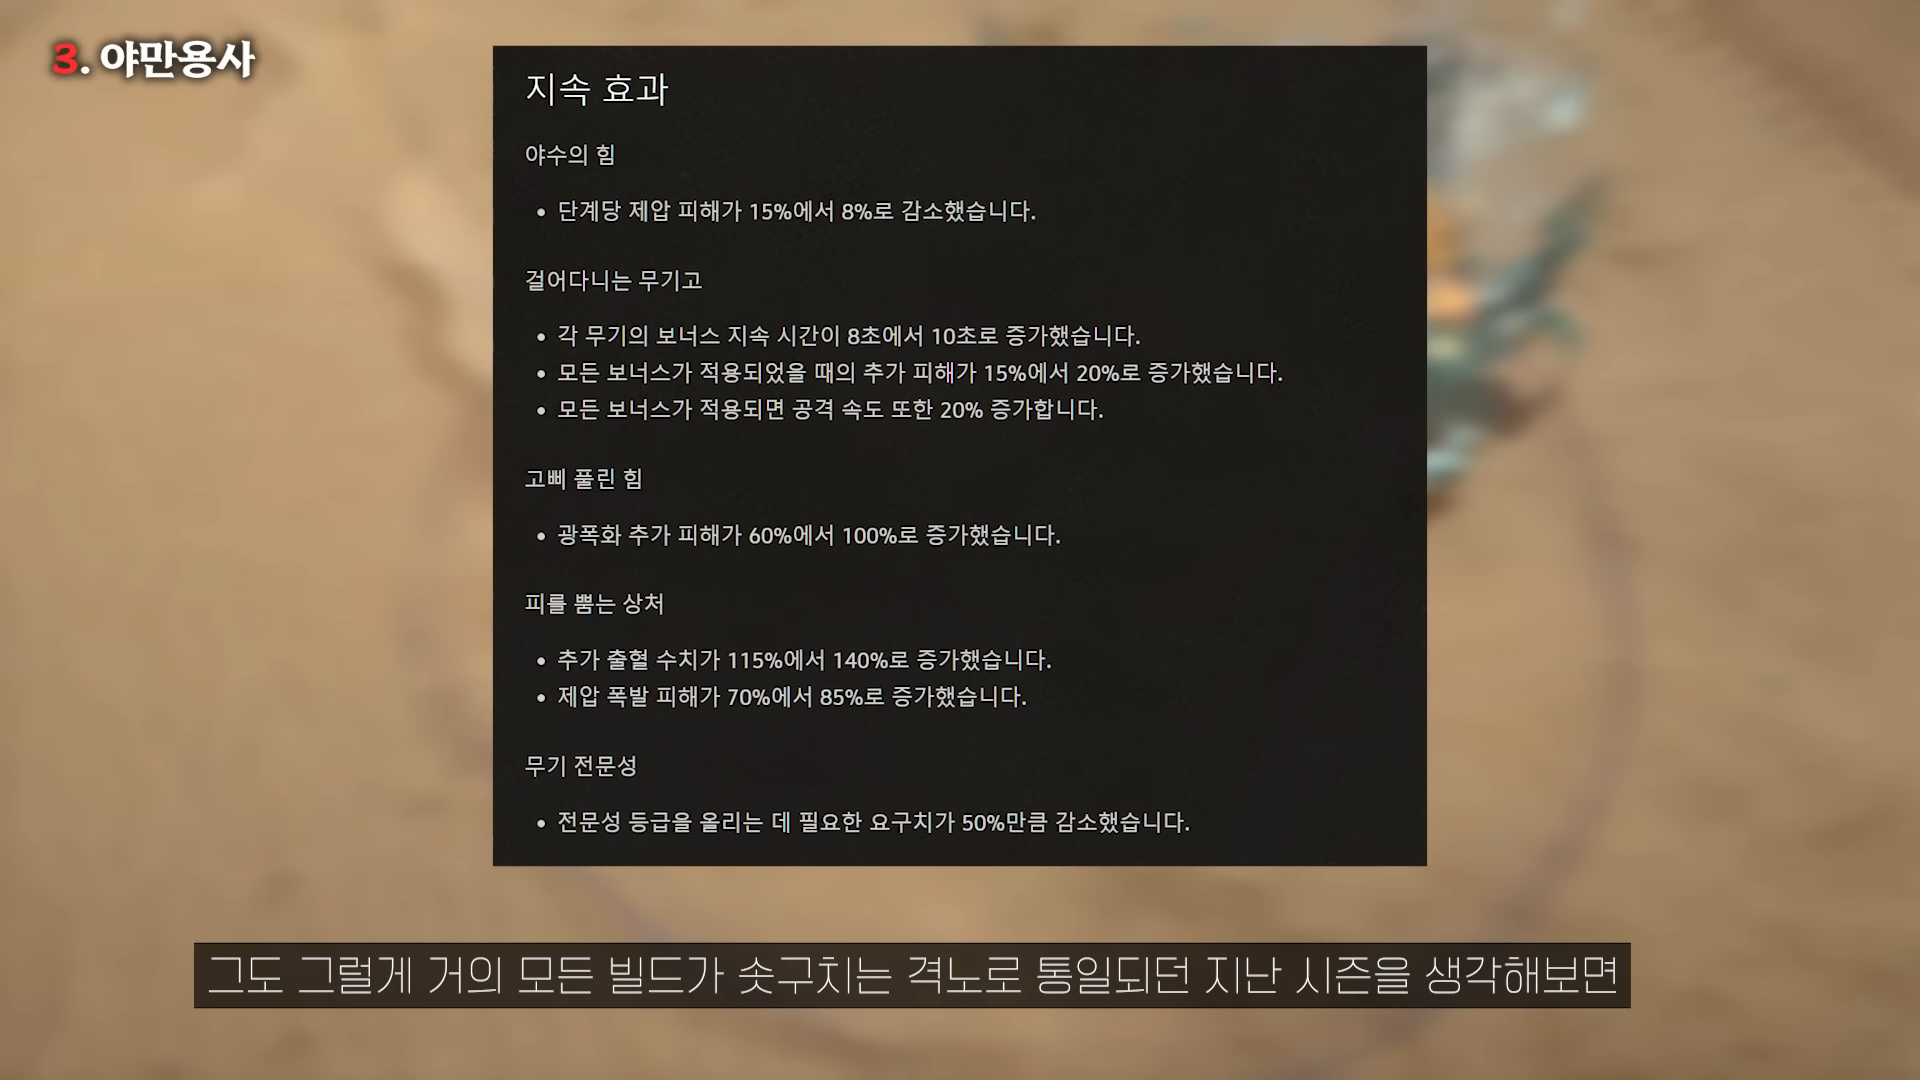 3. 야만용사
지속 효과
야수의 힘
• 단계당 제압 피해가 15%에서 8%로 감소했습니다.
걸어다니는 무기고
• 각 무기의 보너스 지속 시간이 8초에서 10초로 증가했습니다.
• 모든 보너스가 적용되었을 때의 추가 피해가 15%에서 20%로 증가했습니다.
• 모든 보너스가 적용되면 공격 속도 또한 20% 증가합니다.
고삐 풀린 힘
• 광폭화 추가 피해가 60%에서 100%로 증가했습니다.
피를 뿜는 상처
• 추가 출혈 수치가 115%에서 140%로 증가했습니다.
• 제압 폭발 피해가 70%에서 85%로 증가했습니다.
무기 전문성
• 전문성 등급을 올리는 데 필요한 요구치가 50%만큼 감소했습니다.
그도 그럴게 거의 모든 빌드가 솟구치는 격노로 통일되던 지난 시즌을 생각해보면